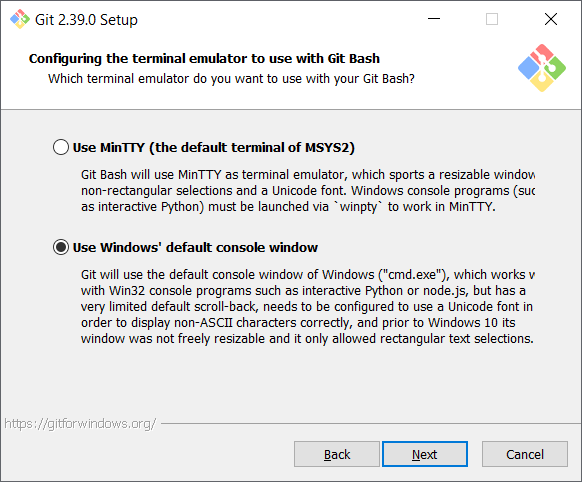 Git 2.39.0 Setup
Configuring the terminal emulator to use with Git Bash
Which terminal emulator do you want to use with your Git Bash?
Use MinTTY (the default terminal of MSYS2)
Git Bash will use MinTTY as terminal emulator, which sports a resizable window
non-rectangular selections and a Unicode font. Windows console programs (suc
as interactive Python) must be launched via `winpty` to work in MinTTY.
Use Windows' default console window
Git will use the default console window of Windows ("cmd.exe"), which works w
with Win32 console programs such as interactive Python or node.js, but has a
very limited default scroll-back, needs to be configured to use a Unicode font in
order to display non-ASCII characters correctly, and prior to Windows 10 its
window was not freely resizable and it only allowed rectangular text selections.
https://gitforwindows.org/
Back
Next
Cancel